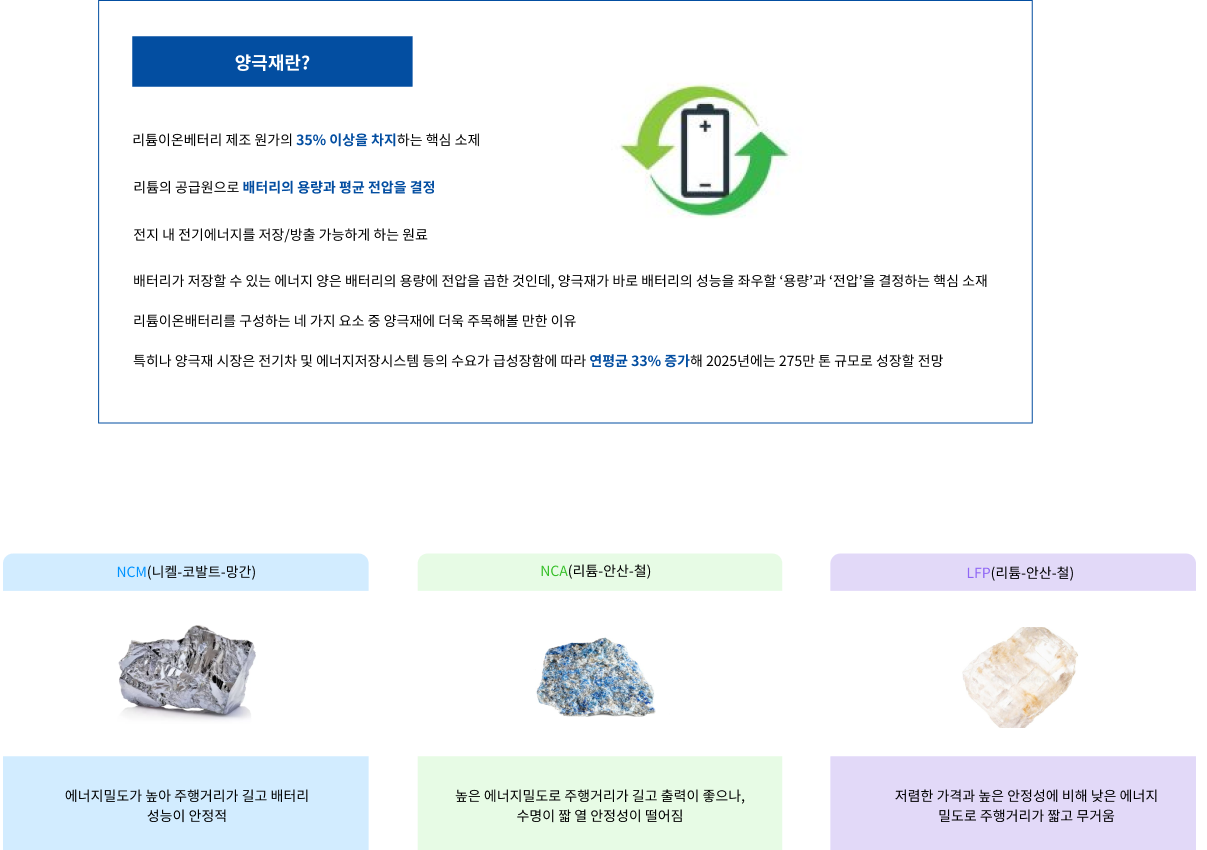 양극재란?
리튬이온베터리 제조 원가의 35% 이상을 차지하는 핵심 소제
리튬의 공급원으로 배터리의 용량과 평균 전압을 결정
전지 내 전기에너지를 저장/방출 가능하게 하는 원료
배터리가 저장할 수 있는 에너지 양은 배터리의 용량에 전압을 곱한 것인데, 양극재가 바로 배터리의 성능을 좌우할 ‘용량’과 ‘전압’을 결정하는 핵심 소재
리튬이온배터리를 구성하는 네 가지 요소 중 양극재에 더욱 주목해볼 만한 이유
특히나 양극재 시장은 전기차 및 에너지저장시스템 등의 수요가 급성장함에 따라 연평균 33% 증가해 2025년에는 275만 톤 규모로 성장할 전망
NCM(니켈-코발트-망간)
에너지밀도가 높아 주행거리가 길고 배터리
성능이 안정적
NCA(리튬-안산-철)
높은 에너지밀도로 주행거리가 길고 출력이 좋으나,
수명이 짧 열 안정성이 떨어짐
LFP(리튬-안산-철)
저렴한 가격과 높은 안정성에 비해 낮은 에너지
밀도로 주행거리가 짧고 무거움